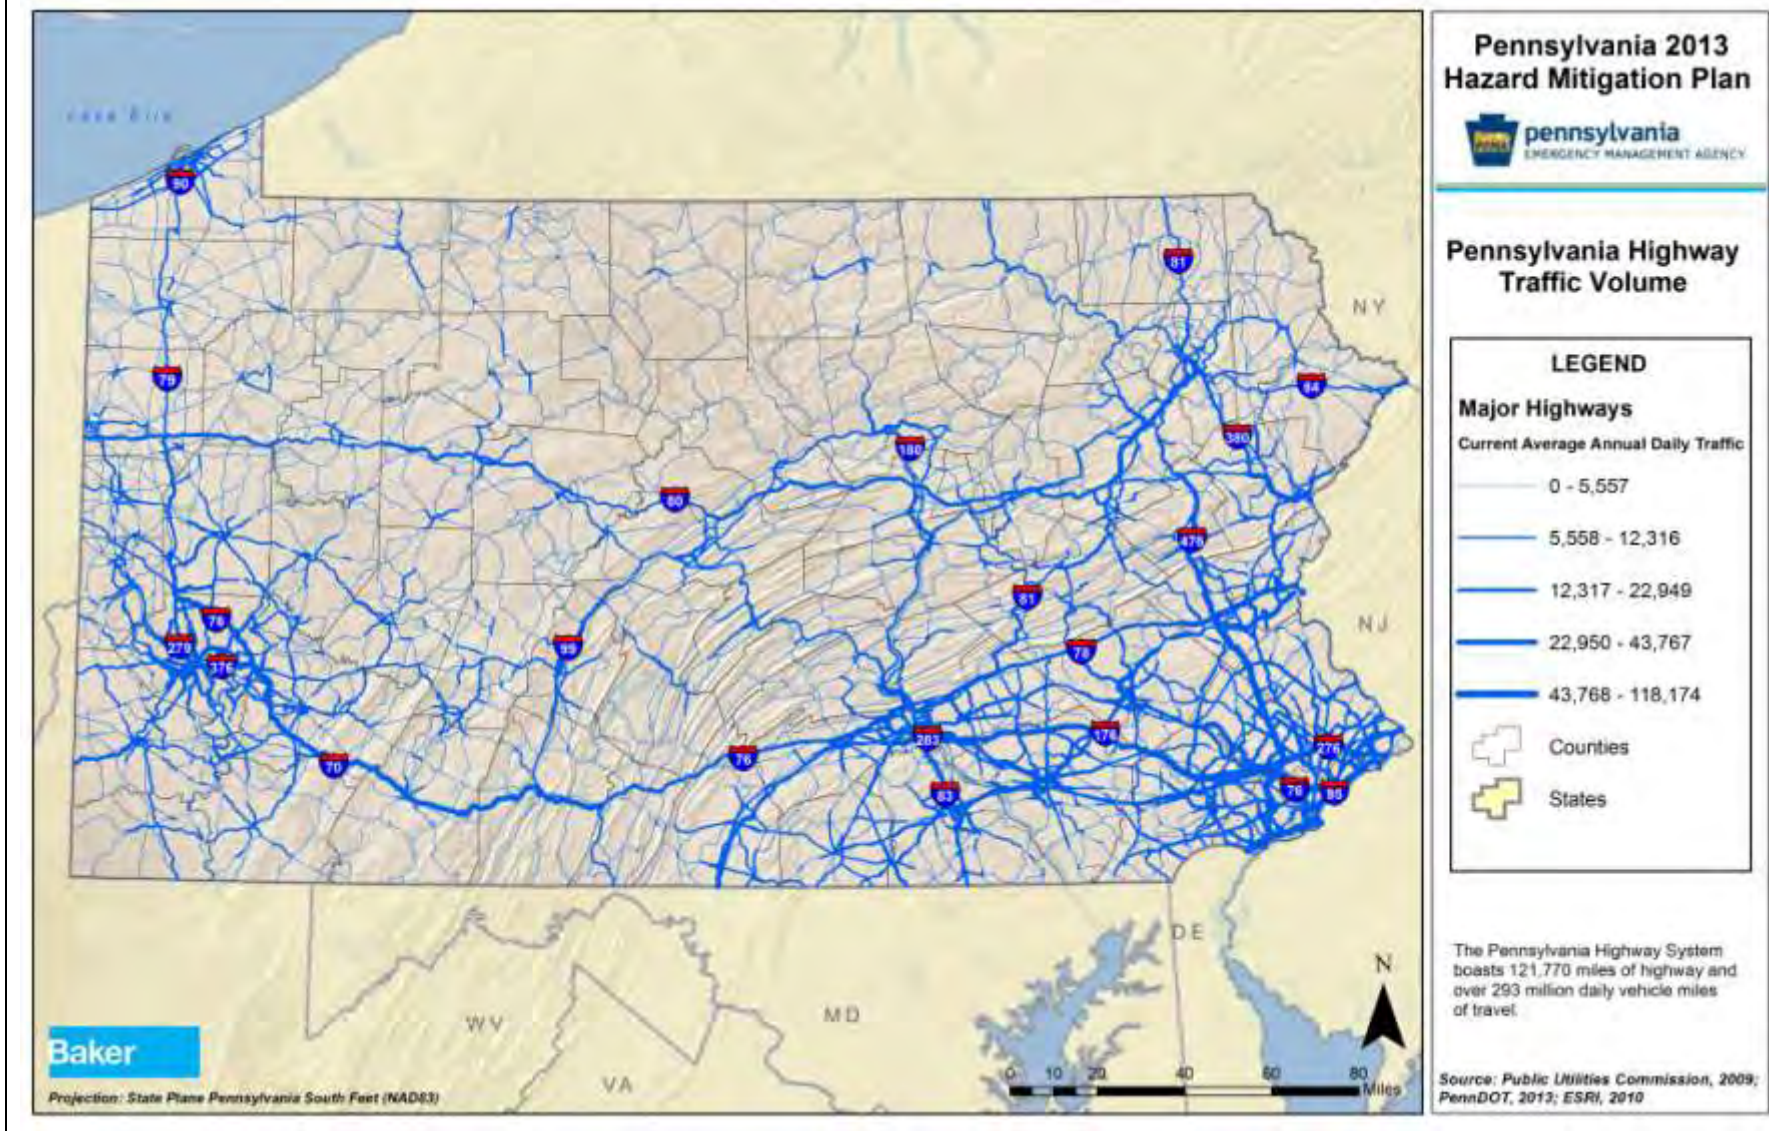 Pennsylvania 2013
Hazard Mitigation Plan
pennsylvania
EMERGENCY MANAGEMENT AGENCY
Pennsylvania Highway
Traffic Volume
LEGEND
Major Highways
Current Average Annual Daily Traffic
0 - 5,557
5,558 - 12,316
12,317 - 22,949
22,950 - 43,767
43,768 - 118,174
Counties
States
The Pennsylvania Highway System
boasts 121,770 miles of highway and
over 293 million daily vehicle miles
of travel.
Source: Public Utilities Commission, 2009;
PennDOT, 2013; ESRI, 2010
Lake Erie
90
81
NY
79
84
380
180
80
476
81
NJ
76
279
376
99
78
283
176
276
70
76
83
76
95
DE
N
WV
MD
VA
Baker
0 10 20 40 60 80
Miles
Projection: State Plane Pennsylvania South Feet (NAD83)